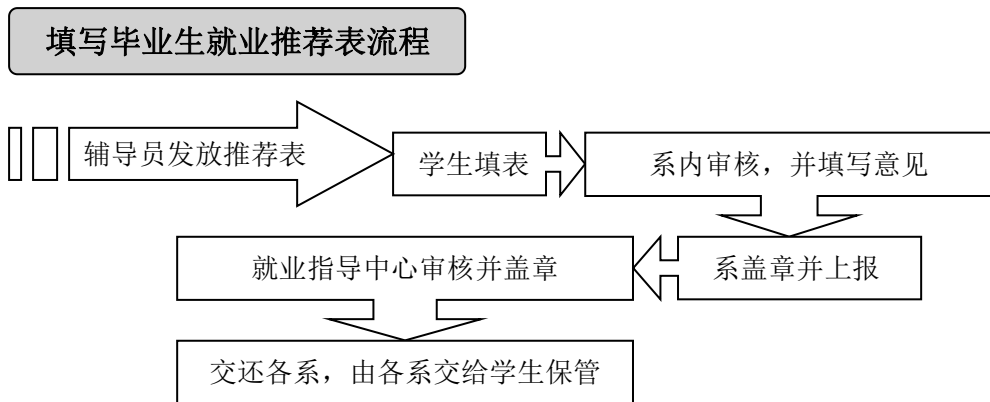 填写毕业生就业推荐表流程
辅导员发放推荐表
学生填表
系内审核，并填写意见
系盖章并上报
就业指导中心审核并盖章
交还各系，由各系交给学生保管